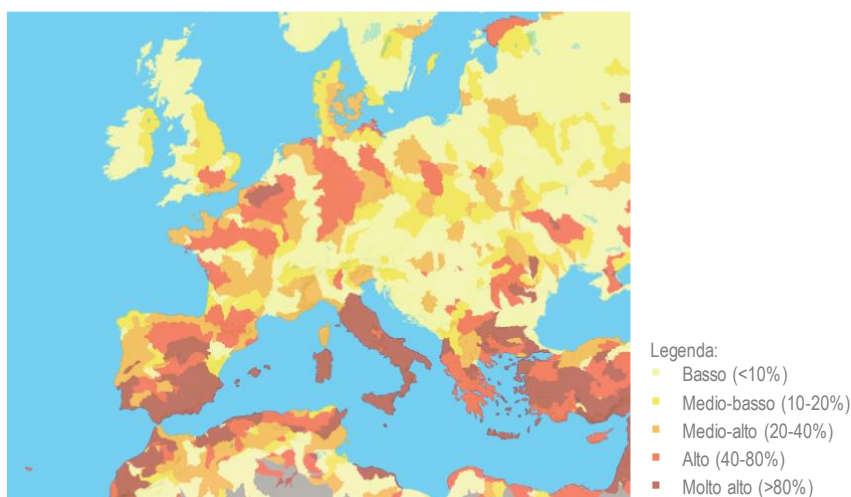 Legenda:
Basso (<10%)
Medio-basso (10-20%)
Medio-alto (20-40%)
Alto (40-80%)
Molto alto (>80%)